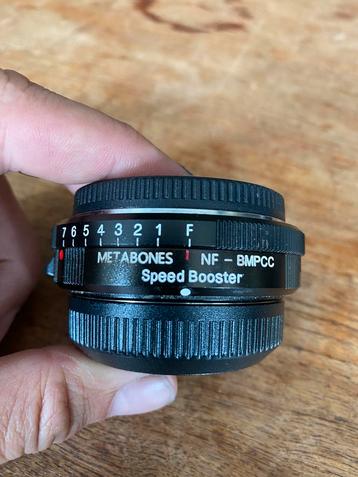 7 6 5 4 3 2 1 F
METABONES NF - BMPCC
Speed Booster